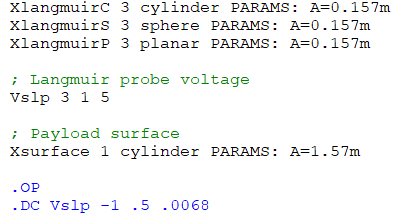 XlangmuirC 3 cylinder PARAMS: A=0.157m
XlangmuirS 3 sphere PARAMS: A=0.157m
XlangmuirP 3 planar PARAMS: A=0.157m
; Langmuir probe voltage
Vslp 3 1 5
; Payload surface
Xsurface 1 cylinder PARAMS: A=1.57m
.OP
.DC Vslp -1 .5 .0068